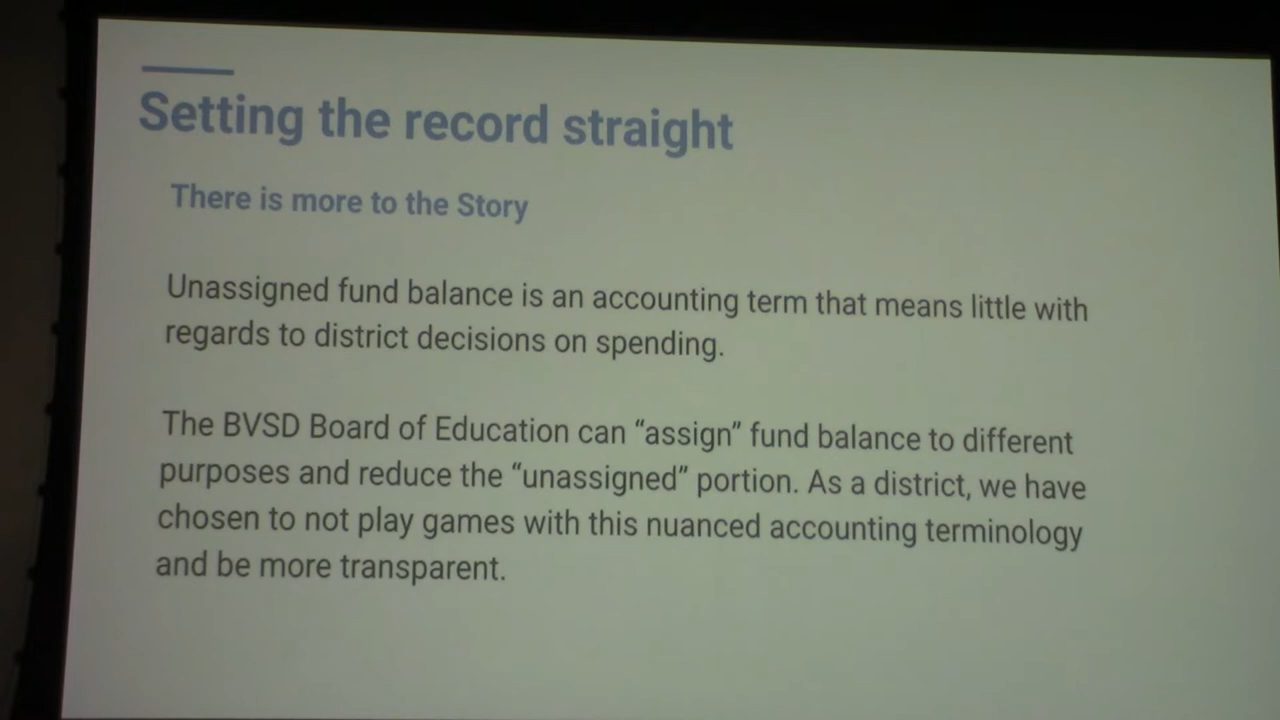 Setting the record straight
There is more to the Story
Unassigned fund balance is an accounting term that means little with
regards to district decisions on spending.
The BVSD Board of Education can “assign” fund balance to different
purposes and reduce the “unassigned” portion. As a district, we have
chosen to not play games with this nuanced accounting terminology
and be more transparent.